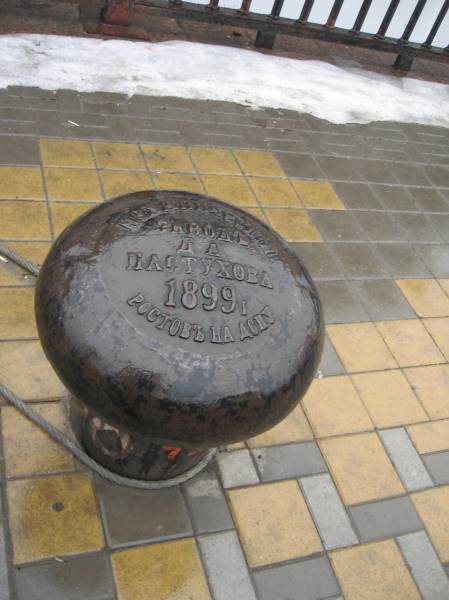 ЗАВОДЪ
Д А
ПАСТУХОВА
1899 г
РОСТОВЪ НА ДОНУ